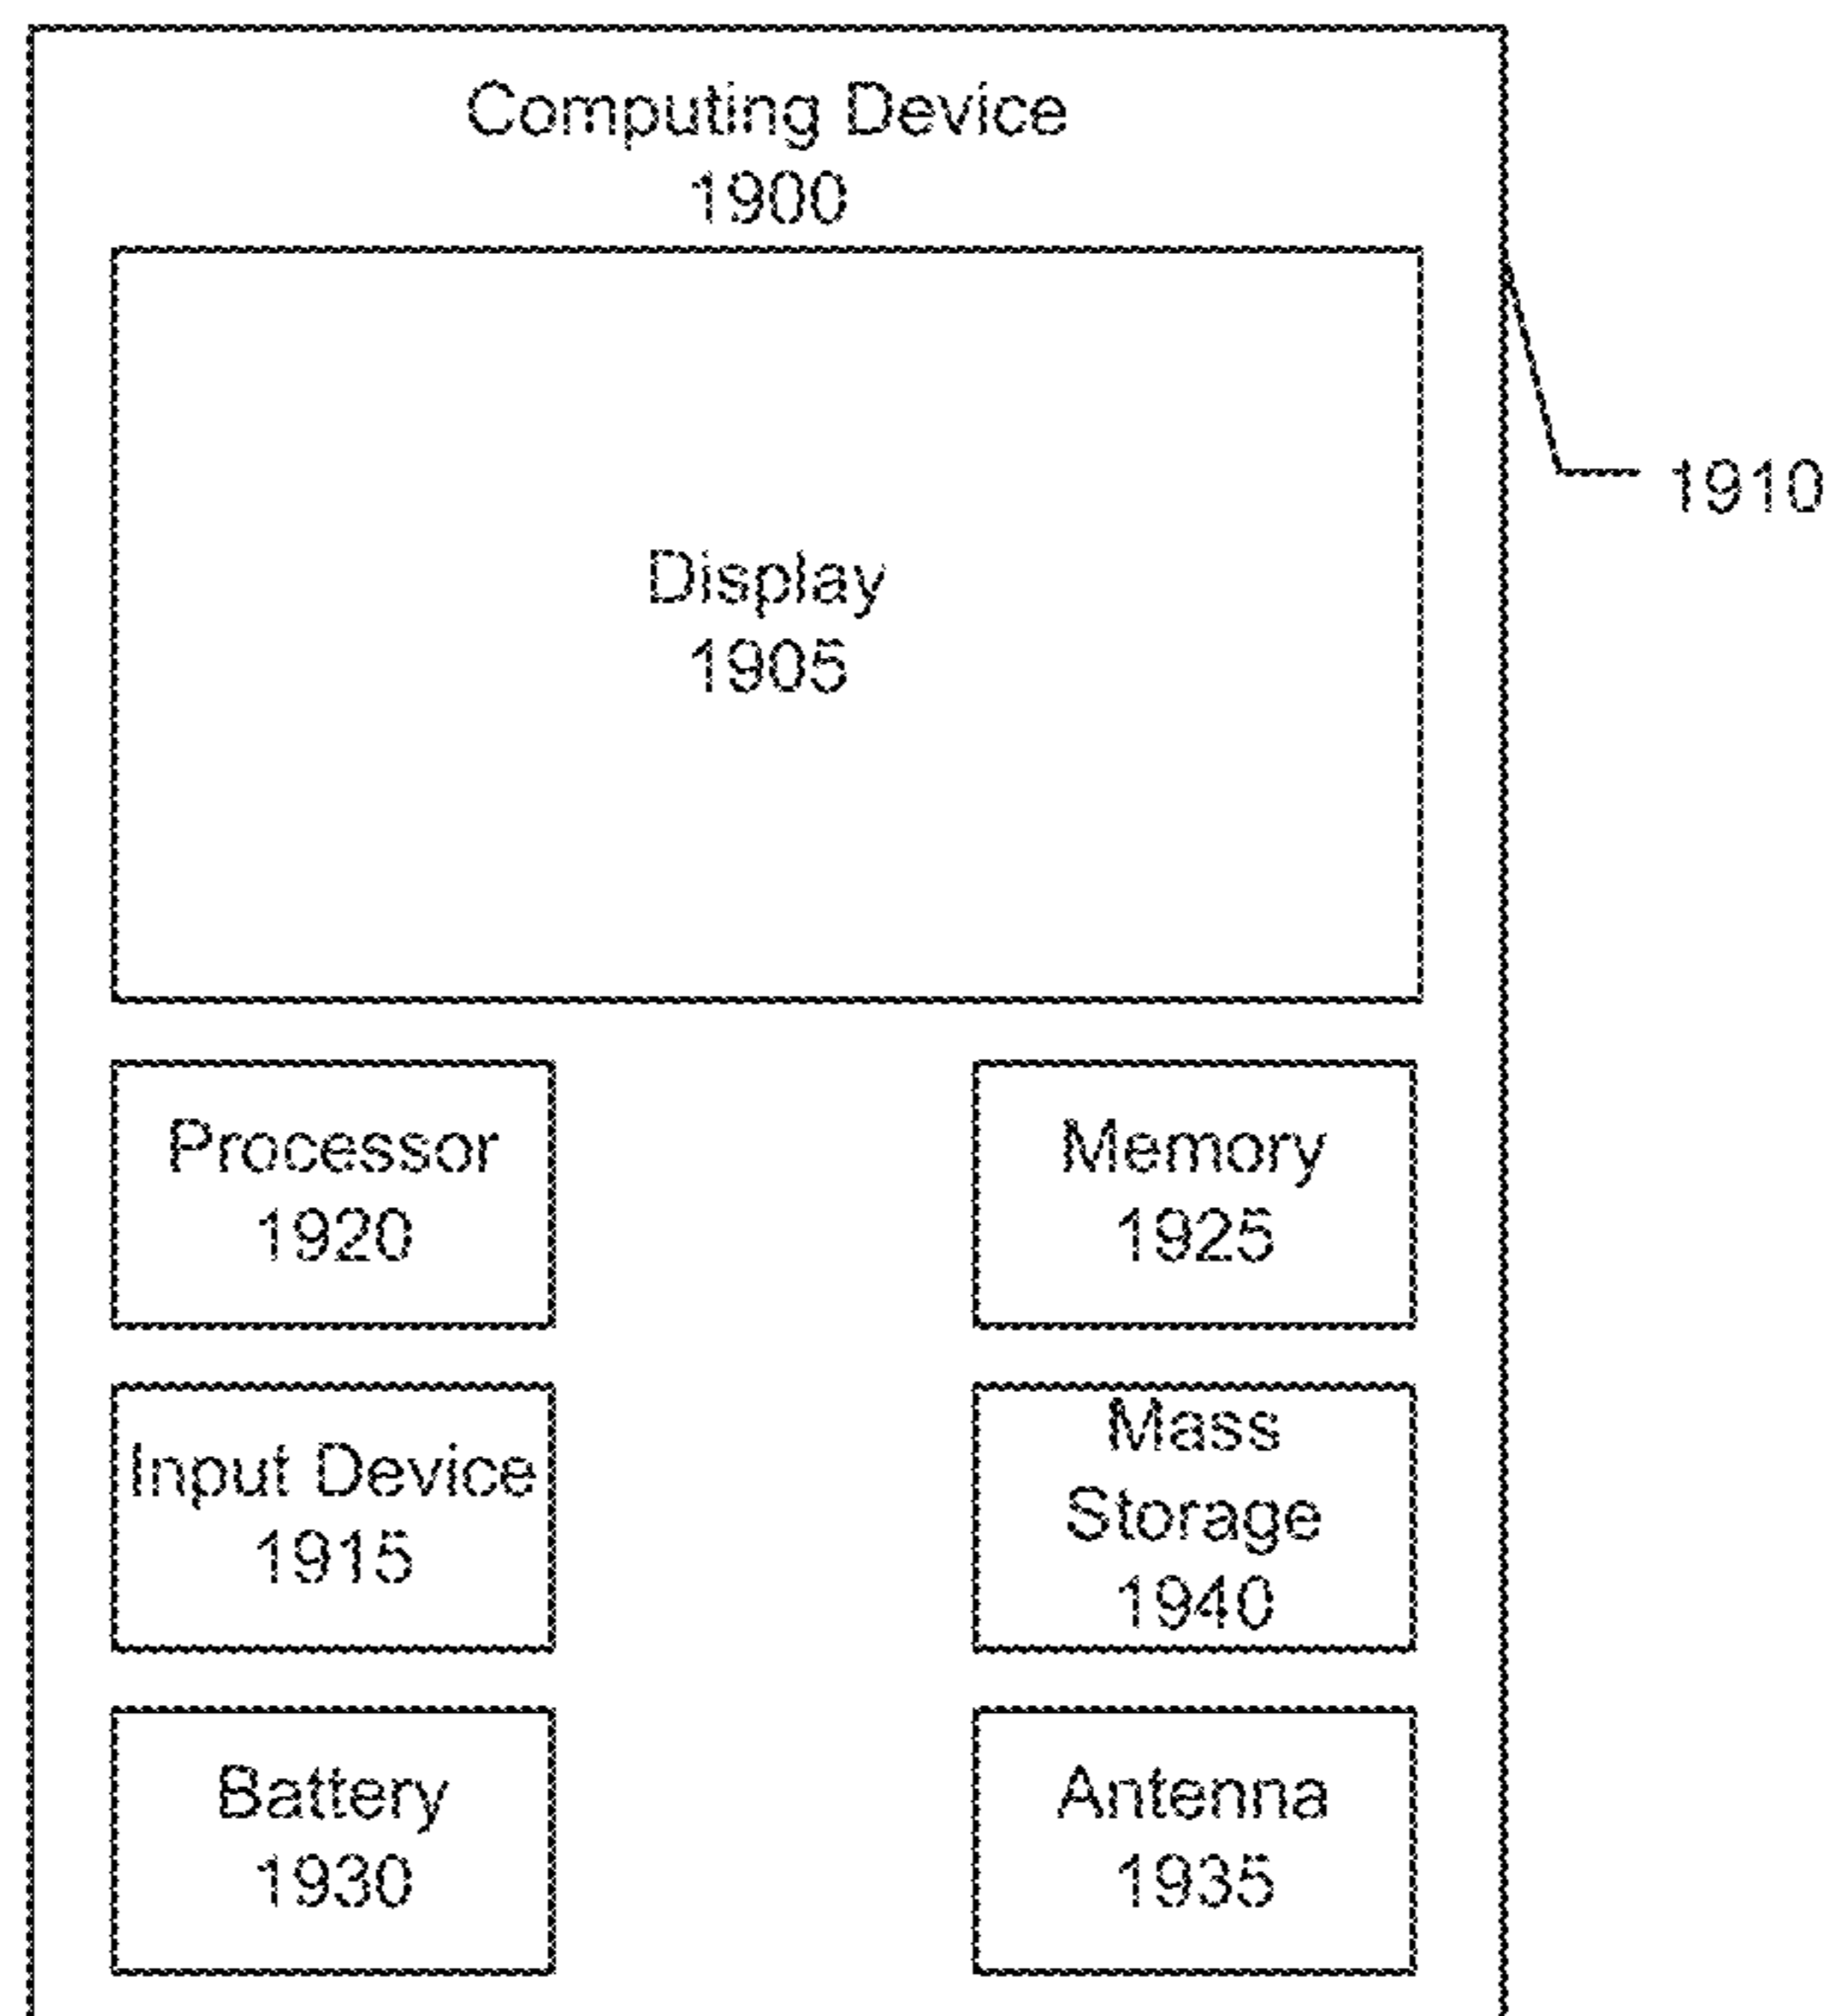 Computing Device
1900
1910
Display
1905
Processor
1920
Memory
1925
Input Device
1915
Mass
Storage
1940
Battery
1930
Antenna
1935